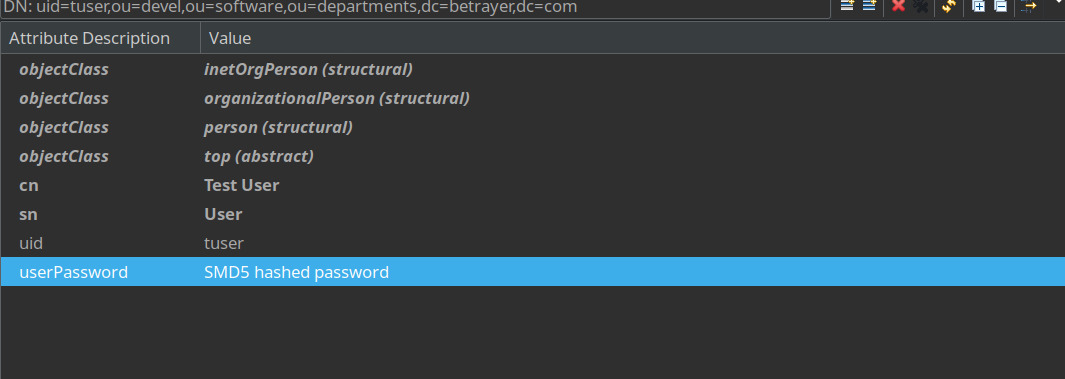 DN: uid=tuser,ou=devel,ou=software,ou=departments,dc=betrayer,dc=com
Attribute Description Value
objectClass inetOrgPerson (structural)
objectClass organizationalPerson (structural)
objectClass person (structural)
objectClass top (abstract)
cn Test User
sn User
uid tuser
userPassword SMD5 hashed password